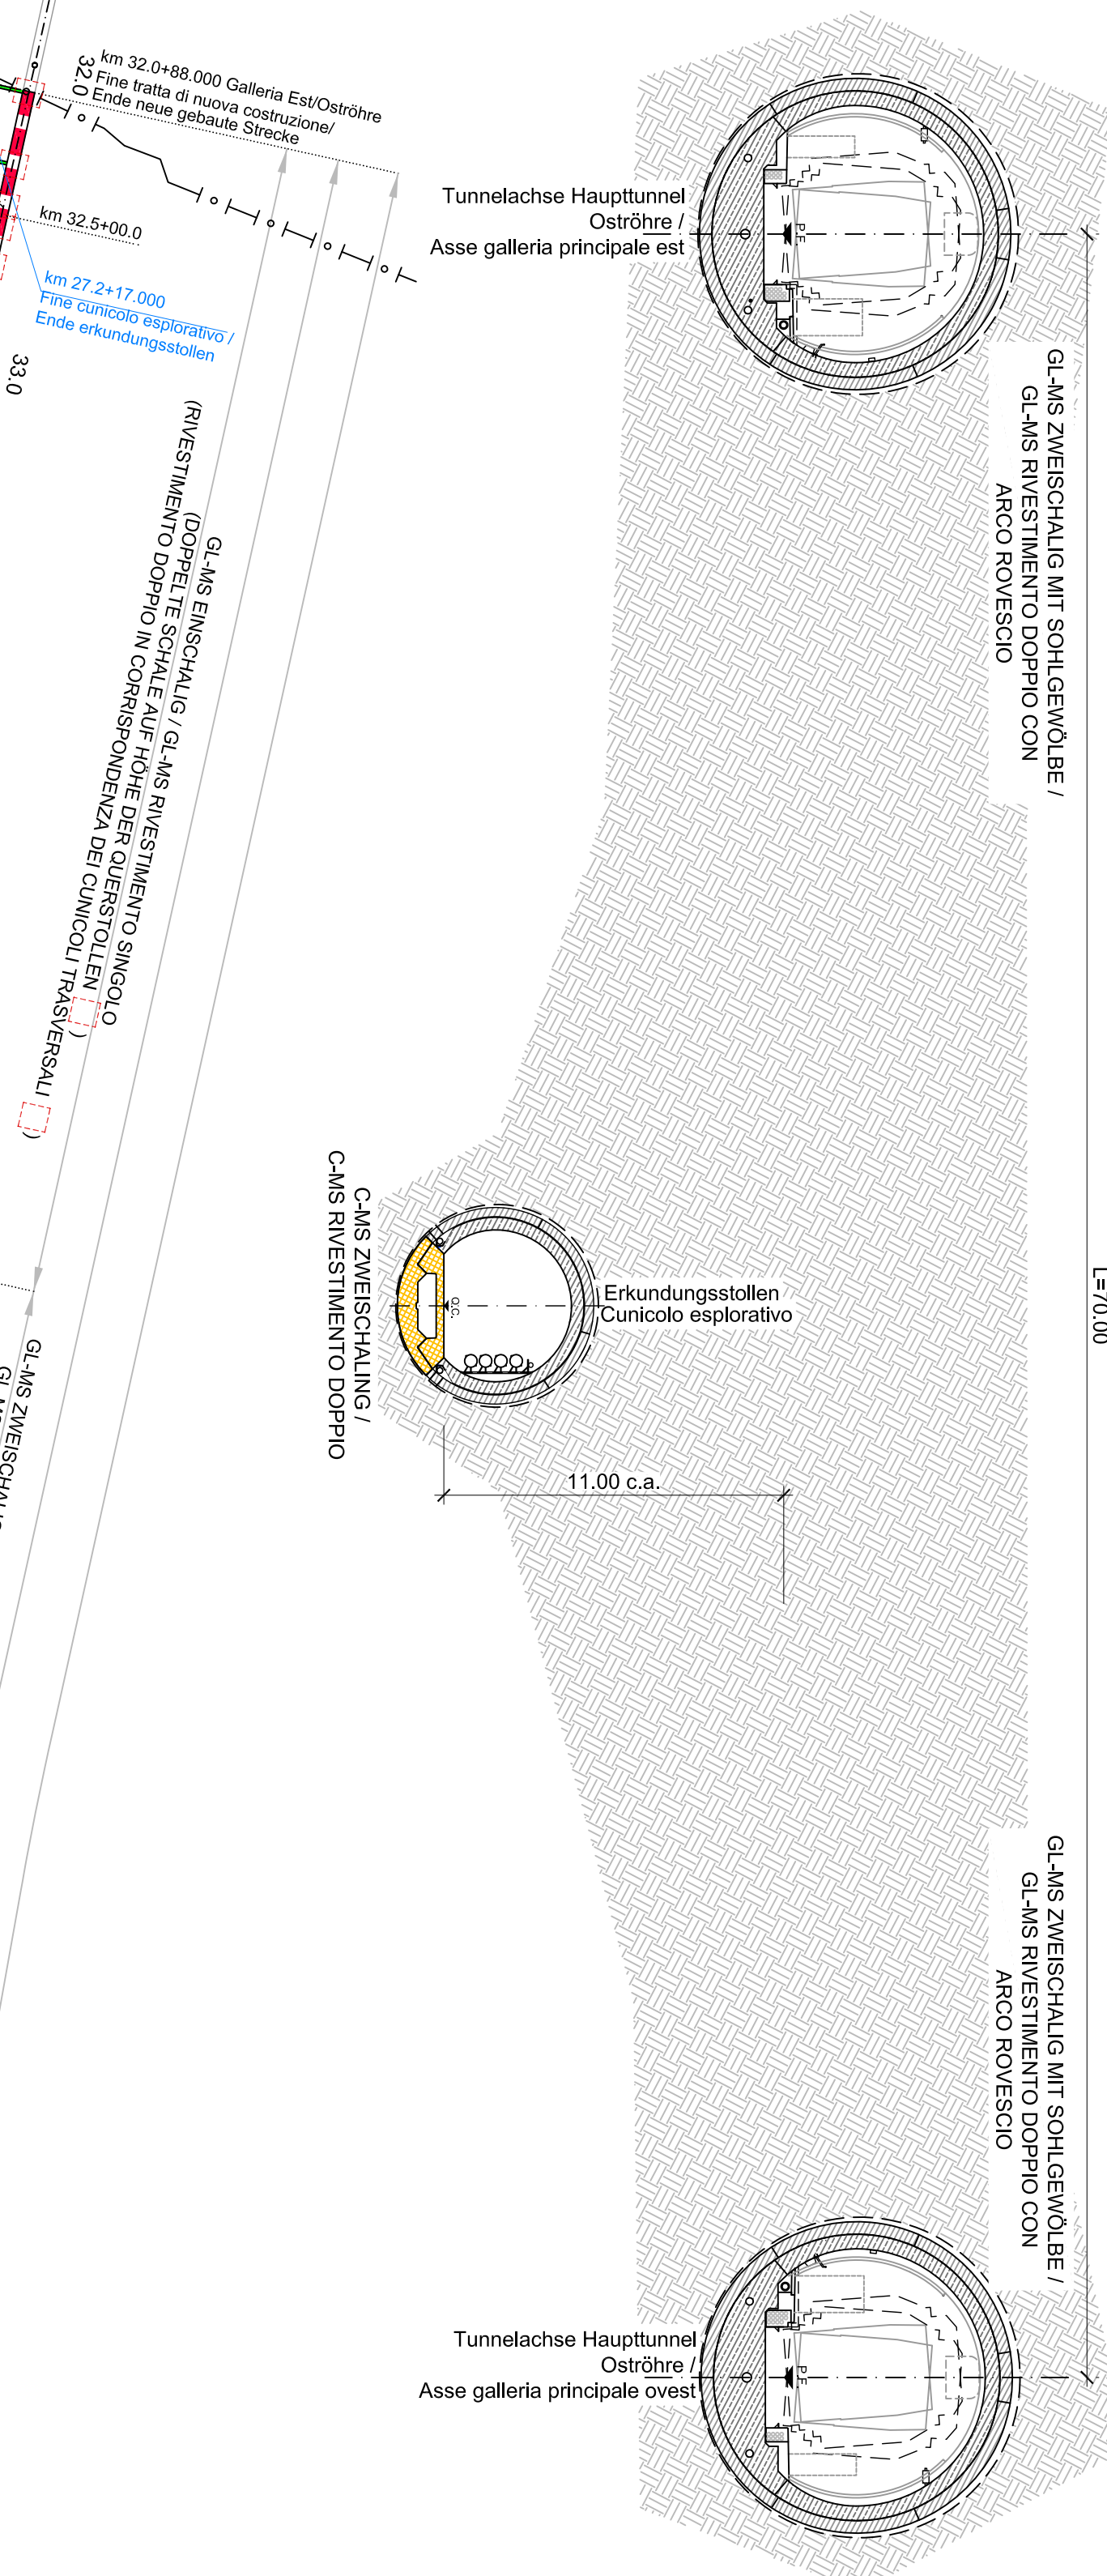 km 32.0+88.000 Galleria Est/Oströhre
Fine tratta di nuova costruzione/
Ende neue gebaute Strecke
32.0
km 32.5+00.0
km 27.2+17.000
Fine cunicolo esplorativo /
Ende erkundungsstollen
33.0
GL-MS EINSCHALIG / GL-MS RIVESTIMENTO SINGOLO
(DOPPELTE SCHALE AUF HÖHE DER QUERSTOLLEN )
(RIVESTIMENTO DOPPIO IN CORRISPONDENZA DEI CUNICOLI TRASVERSALI )
GL-MS ZWEISCHALIG
Tunnelachse Haupttunnel
Oströhre /
Asse galleria principale est
P.F.
GL-MS ZWEISCHALIG MIT SOHLGEWÖLBE /
GL-MS RIVESTIMENTO DOPPIO CON
ARCO ROVESCIO
L=70.00
C-MS ZWEISCHALING /
C-MS RIVESTIMENTO DOPPIO
Q.C.
Erkundungsstollen
Cunicolo esplorativo
11.00 c.a.
GL-MS ZWEISCHALIG MIT SOHLGEWÖLBE /
GL-MS RIVESTIMENTO DOPPIO CON
ARCO ROVESCIO
Tunnelachse Haupttunnel
Oströhre /
Asse galleria principale ovest
P.F.